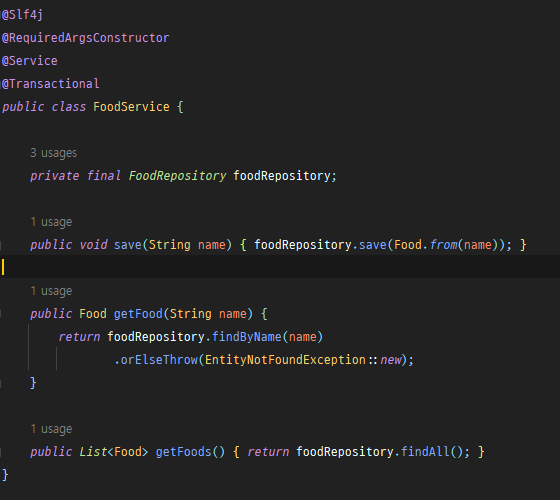 @Slf4j
@RequiredArgsConstructor
@Service
@Transactional
public class FoodService {
3 usages
private final FoodRepository foodRepository;
1 usage
public void save(String name) { foodRepository.save(Food.from(name)); }
1 usage
public Food getFood(String name) {
return foodRepository.findByName(name)
.orElseThrow(EntityNotFoundException::new);
}
1 usage
public List<Food> getFoods() { return foodRepository.findAll(); }
}